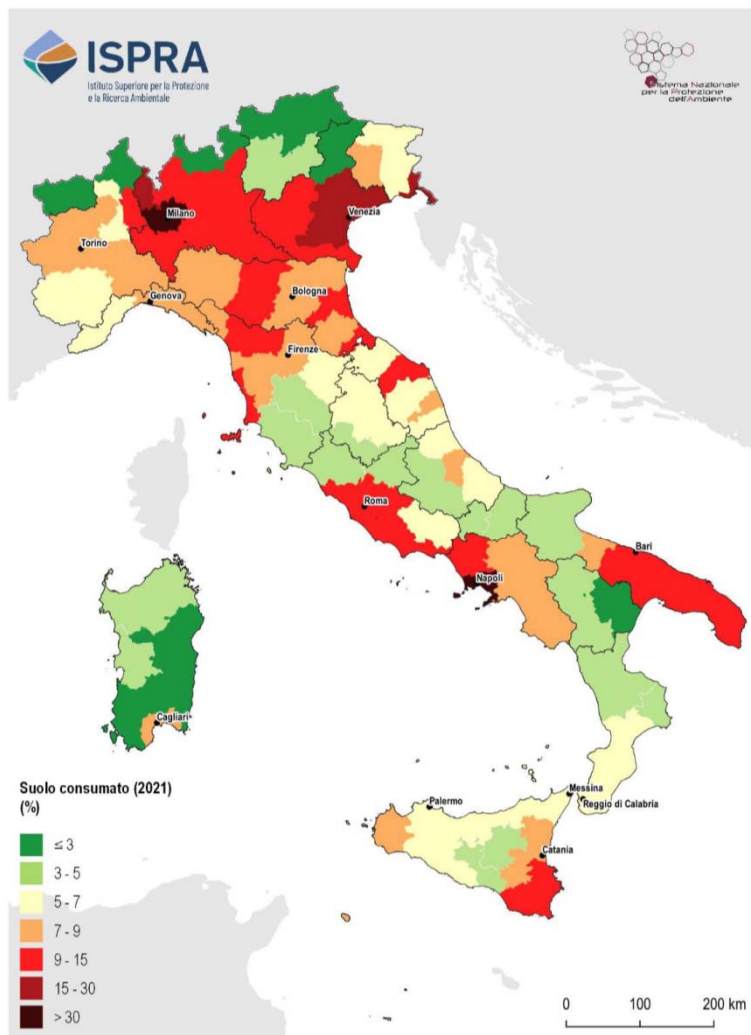 ISPRA
Istituto Superiore per la Protezione
e la Ricerca Ambientale
Sistema Nazionale
per la Protezione
dell'Ambiente
Milano
Venezia
Torino
Genova
Bologna
Firenze
Roma
Bari
Napoli
Cagliari
Messina
Palermo
Reggio di Calabria
Catania
Suolo consumato (2021)
(%)
≤ 3
3 - 5
5 - 7
7 - 9
9 - 15
15 - 30
> 30
0 100 200 km